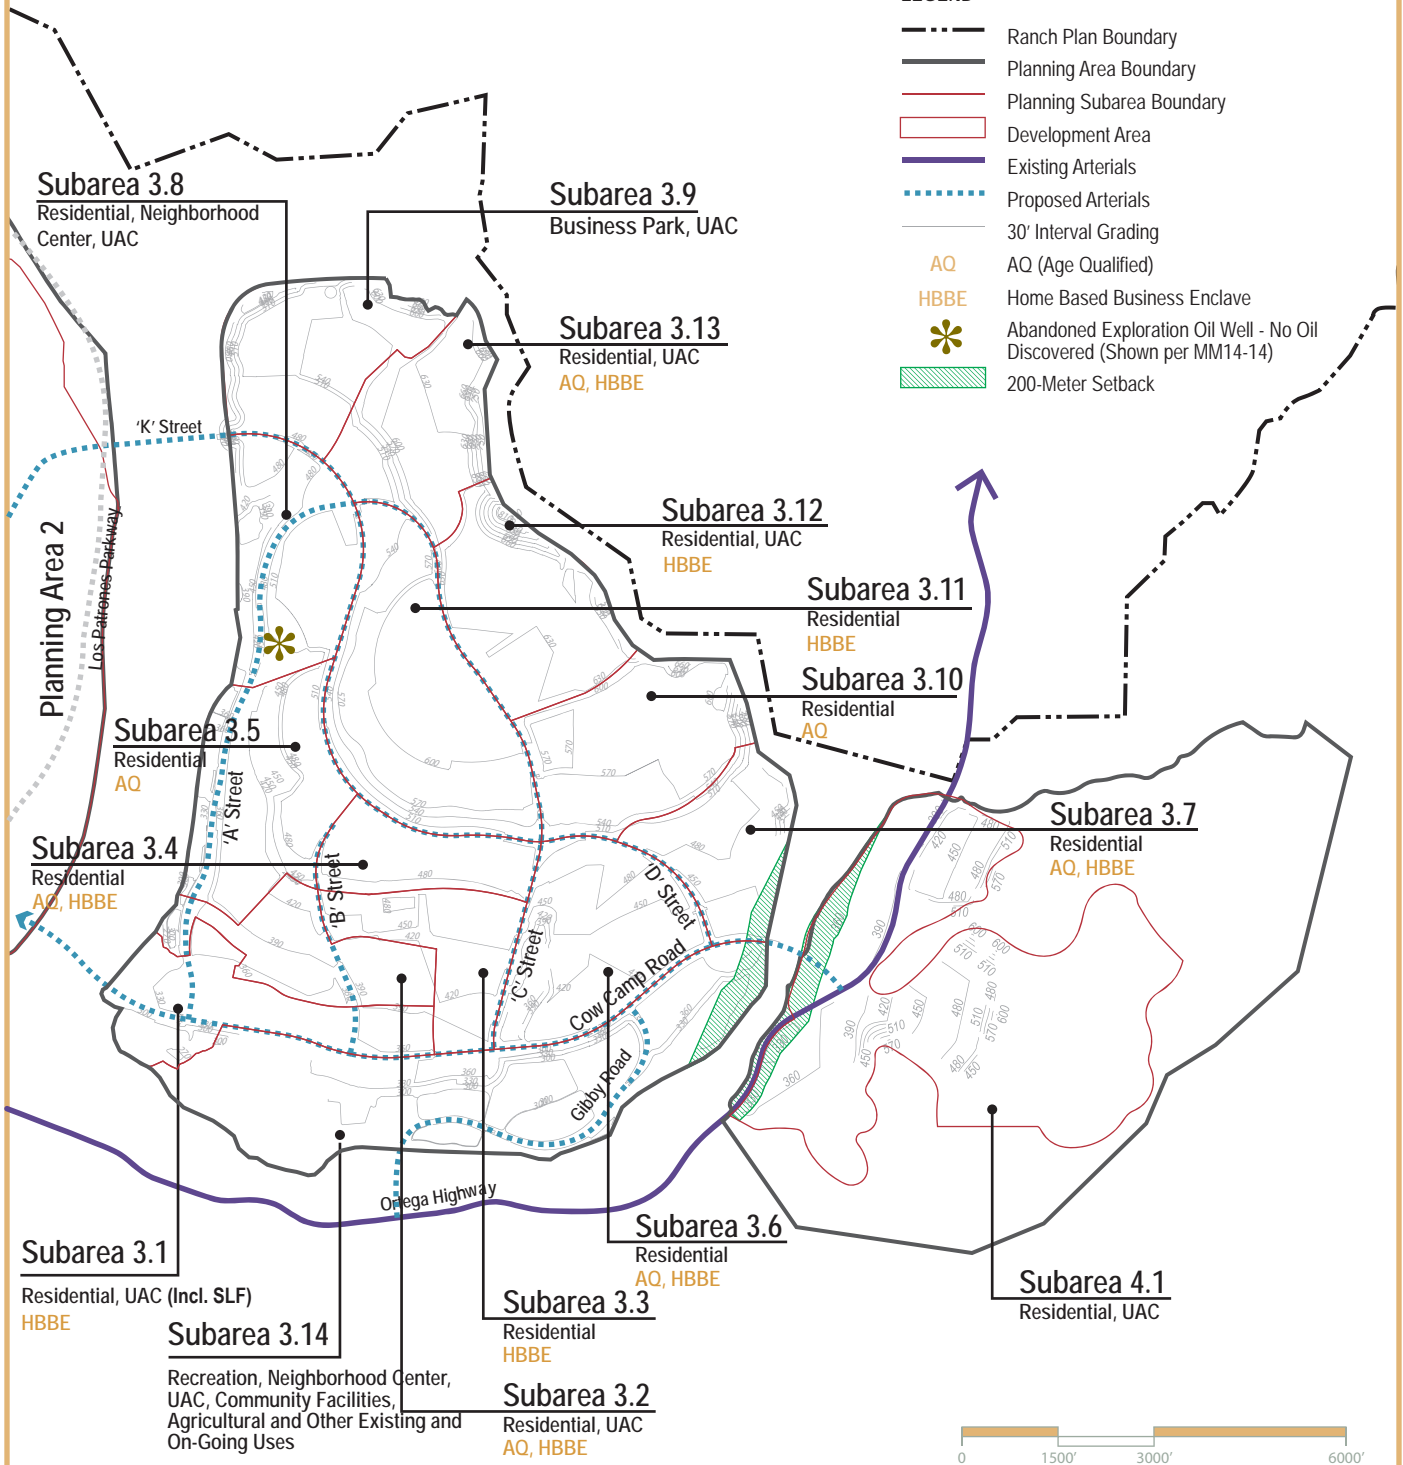 Ranch Plan Boundary
Planning Area Boundary
Planning Subarea Boundary
Development Area
Existing Arterials
Proposed Arterials
30' Interval Grading
AQ AQ (Age Qualified)
HBBE Home Based Business Enclave
Abandoned Exploration Oil Well - No Oil
Discovered (Shown per MM14-14)
200-Meter Setback
Subarea 3.8
Residential, Neighborhood
Center, UAC
Subarea 3.9
Business Park, UAC
Subarea 3.13
Residential, UAC
AQ, HBBE
'K' Street
Subarea 3.12
Residential, UAC
HBBE
Planning Area 2
Los Patrones Parkway
Subarea 3.11
Residential
HBBE
Subarea 3.10
Residential
AQ
Subarea 3.5
Residential
AQ
'A' Street
Subarea 3.7
Residential
AQ, HBBE
Subarea 3.4
Residential
AQ, HBBE
'B' Street
'C' Street
'D' Street
Cow Camp Road
Gibby Road
Ortega Highway
Subarea 3.1
Residential, UAC (Incl. SLF)
HBBE
Subarea 3.6
Residential
AQ, HBBE
Subarea 4.1
Residential, UAC
Subarea 3.3
Residential
HBBE
Subarea 3.14
Recreation, Neighborhood Center,
UAC, Community Facilities,
Agricultural and Other Existing and
On-Going Uses
Subarea 3.2
Residential, UAC
AQ, HBBE
0 1500' 3000' 6000'